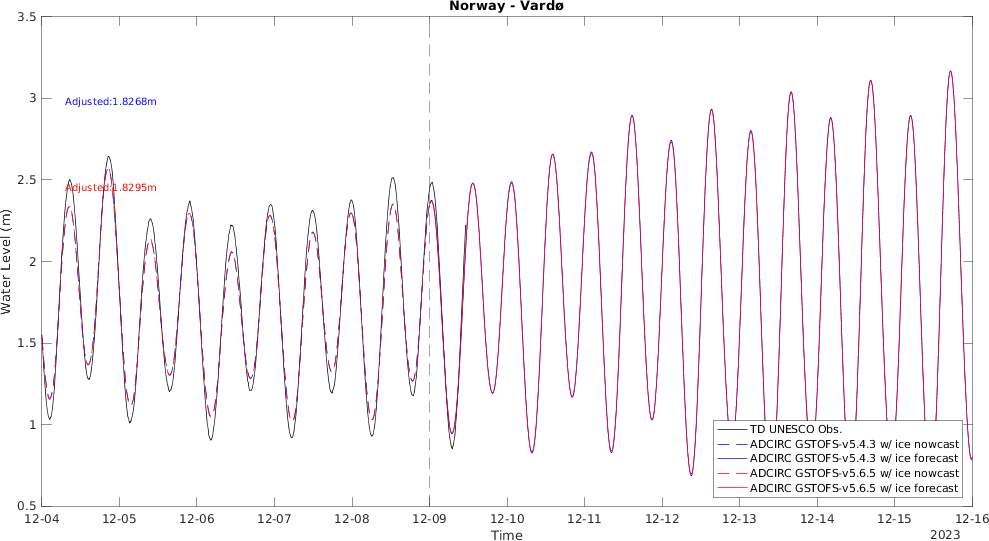 Norway - Vardø
3.5
3
2.5
2
1.5
1
0.5
Water Level (m)
Adjusted:1.8268m
Adjusted:1.8295m
TD UNESCO Obs.
ADCIRC GSTOFS-v5.4.3 w/ ice nowcast
ADCIRC GSTOFS-v5.4.3 w/ ice forecast
ADCIRC GSTOFS-v5.6.5 w/ ice nowcast
ADCIRC GSTOFS-v5.6.5 w/ ice forecast
12-04 12-05 12-06 12-07 12-08 12-09 12-10 12-11 12-12 12-13 12-14 12-15 12-16
Time
2023